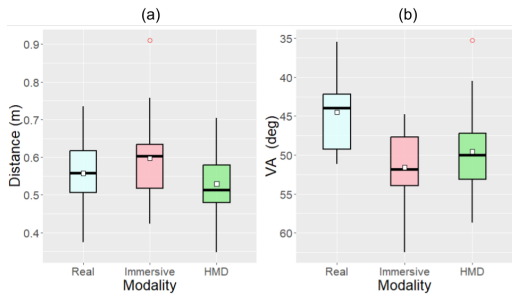 (a)
Distance (m)
0.9
0.8
0.7
0.6
0.5
0.4
Real Immersive HMD
Modality
(b)
VA (deg)
35
40
45
50
55
60
Real Immersive HMD
Modality